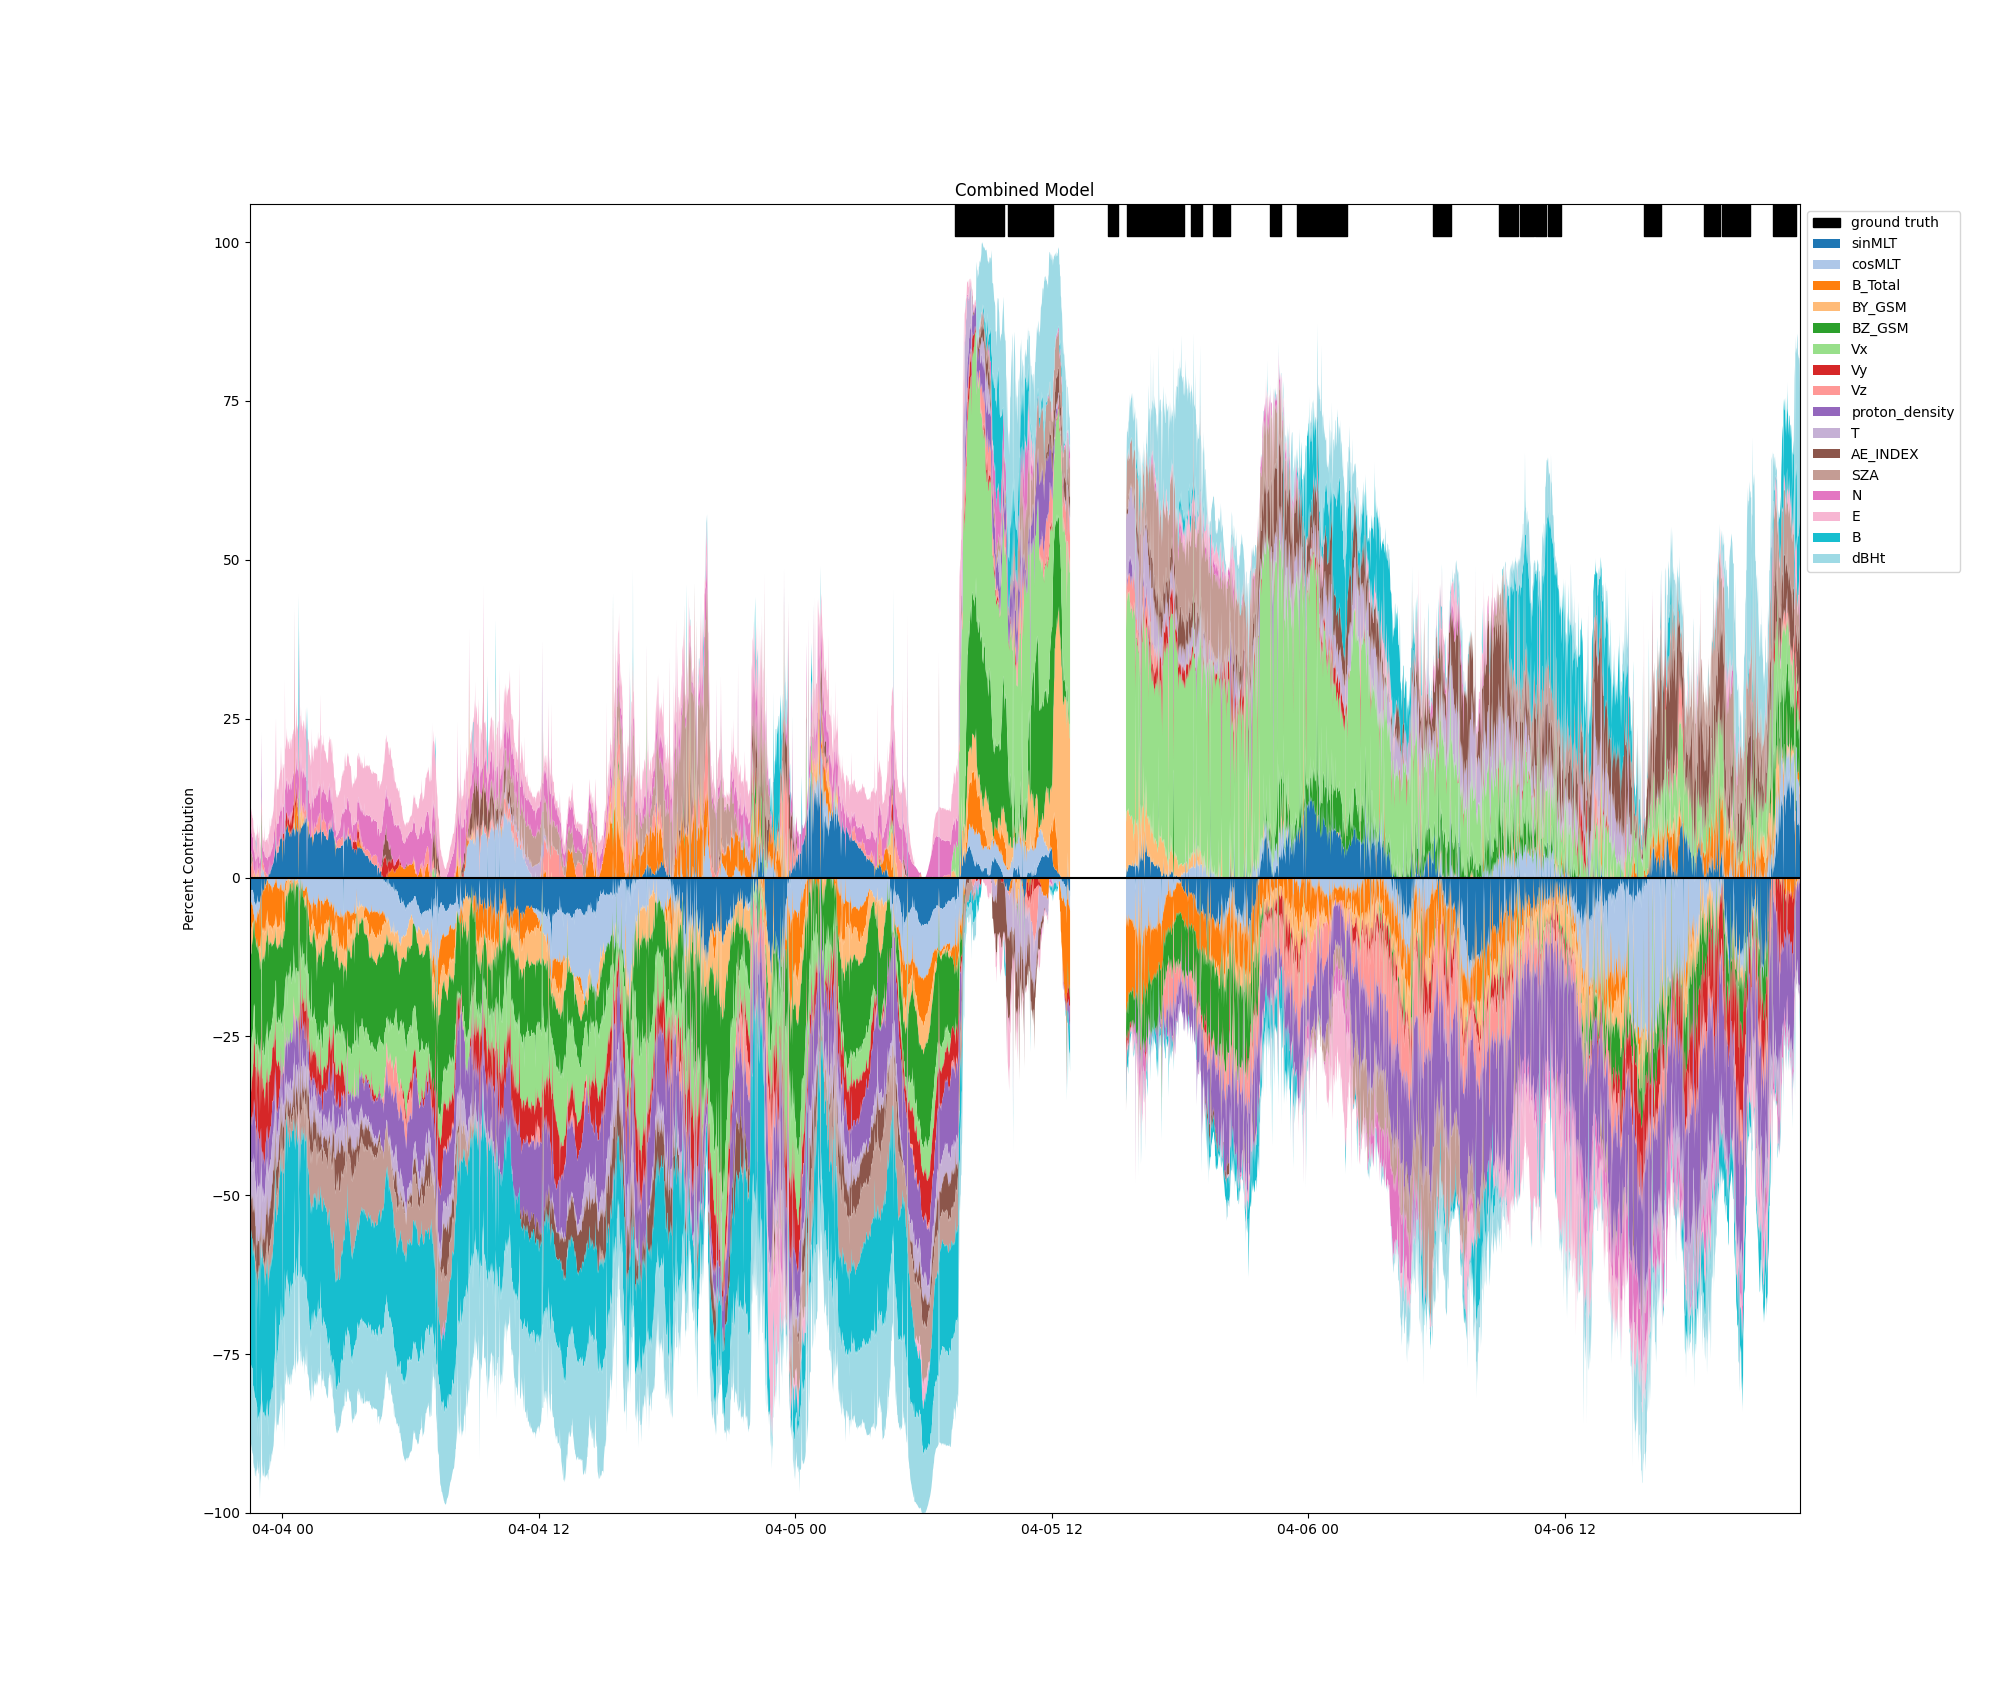 Combined Model
100
75
50
25
0
−25
−50
−75
−100
Percent Contribution
04-04 00
04-04 12
04-05 00
04-05 12
04-06 00
04-06 12
ground truth
sinMLT
cosMLT
B_Total
BY_GSM
BZ_GSM
Vx
Vy
Vz
proton_density
T
AE_INDEX
SZA
N
E
B
dBHt